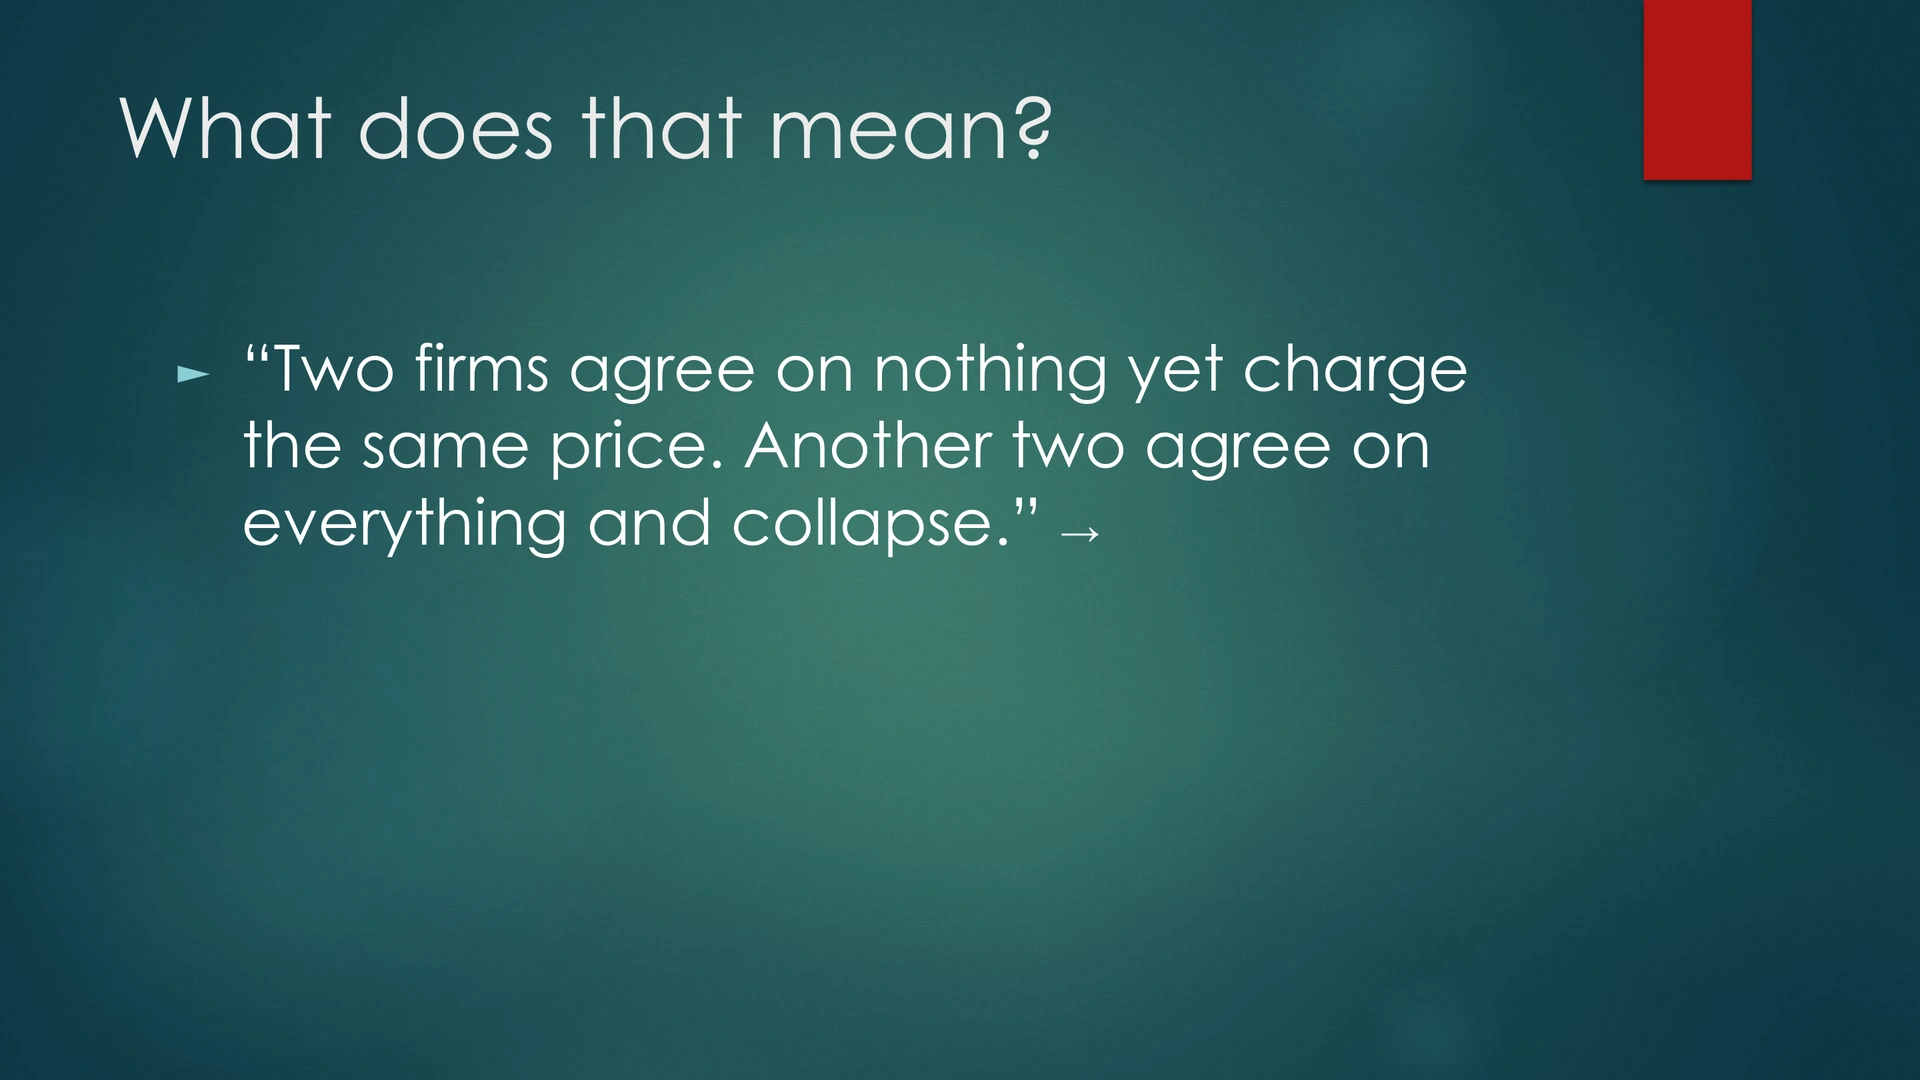 What does that mean?
► “Two firms agree on nothing yet charge
the same price. Another two agree on
everything and collapse.” →